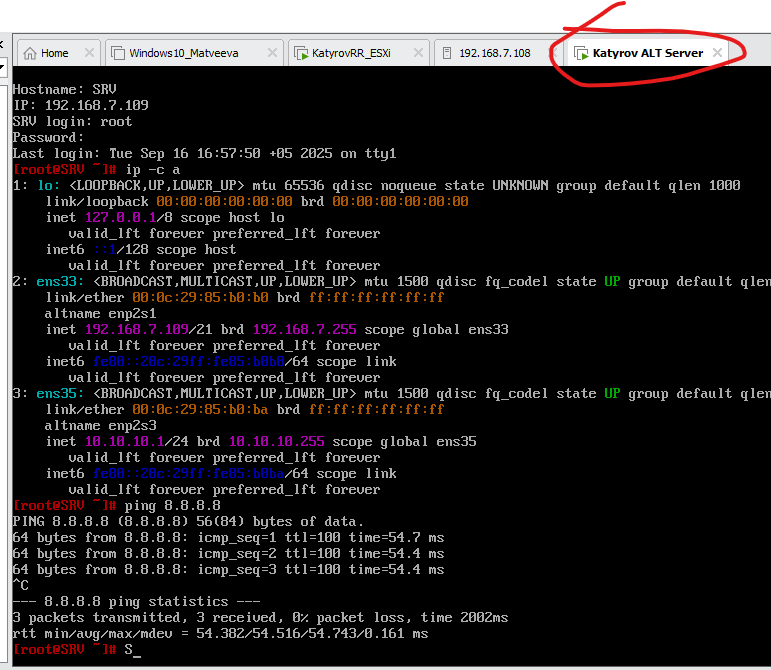 Home
Windows10_Matveeva
KatyrovRR_ESXi
192.168.7.108
Katyrov ALT Server
Hostname: SRV
IP: 192.168.7.109
SRV login: root
Password:
Last login: Tue Sep 16 16:57:50 +05 2025 on tty1
[root@SRV ~]# ip -c a
1: lo: <LOOPBACK,UP,LOWER_UP> mtu 65536 qdisc noqueue state UNKNOWN group default qlen 1000
link/loopback 00:00:00:00:00:00 brd 00:00:00:00:00:00
inet 127.0.0.1/8 scope host lo
valid_lft forever preferred_lft forever
inet6 ::1/128 scope host
valid_lft forever preferred_lft forever
2: ens33: <BROADCAST,MULTICAST,UP,LOWER_UP> mtu 1500 qdisc fq_codel state UP group default qlen
link/ether 00:0c:29:85:b0:b0 brd ff:ff:ff:ff:ff:ff
altname enp2s1
inet 192.168.7.109/21 brd 192.168.7.255 scope global ens33
valid_lft forever preferred_lft forever
inet6 fe80::20c:29ff:fe85:b0b0/64 scope link
valid_lft forever preferred_lft forever
3: ens35: <BROADCAST,MULTICAST,UP,LOWER_UP> mtu 1500 qdisc fq_codel state UP group default qlen
link/ether 00:0c:29:85:b0:ba brd ff:ff:ff:ff:ff:ff
altname enp2s3
inet 10.10.10.1/24 brd 10.10.10.255 scope global ens35
valid_lft forever preferred_lft forever
inet6 fe80::20c:29ff:fe85:b0ba/64 scope link
valid_lft forever preferred_lft forever
[root@SRV ~]# ping 8.8.8.8
PING 8.8.8.8 (8.8.8.8) 56(84) bytes of data.
64 bytes from 8.8.8.8: icmp_seq=1 ttl=100 time=54.7 ms
64 bytes from 8.8.8.8: icmp_seq=2 ttl=100 time=54.4 ms
64 bytes from 8.8.8.8: icmp_seq=3 ttl=100 time=54.4 ms
^C
--- 8.8.8.8 ping statistics ---
3 packets transmitted, 3 received, 0% packet loss, time 2002ms
rtt min/avg/max/mdev = 54.382/54.516/54.743/0.161 ms
[root@SRV ~]# S_